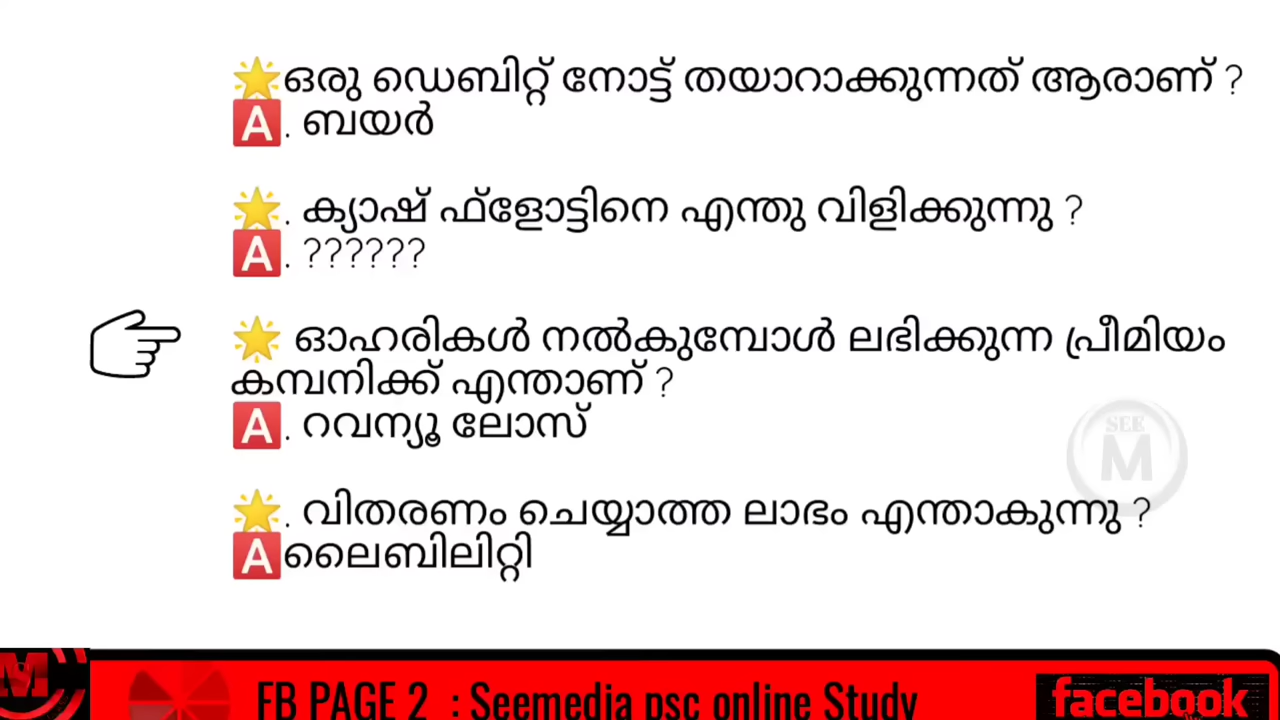 🌟ഒരു ഡെബിറ്റ് നോട്ട് തയാറാക്കുന്നത് ആരാണ് ?
🅰. ബയർ
🌟. ക്യാഷ് ഫ്ളോട്ടിനെ എന്തു വിളിക്കുന്നു ?
🅰. ??????
🌟 ഓഹരികൾ നൽകുമ്പോൾ ലഭിക്കുന്ന പ്രീമിയം
കമ്പനിക്ക് എന്താണ് ?
🅰. റവന്യൂ ലോസ്
🌟. വിതരണം ചെയ്യാത്ത ലാഭം എന്താകുന്നു ?
🅰ലൈബിലിറ്റി
SEE
M
M
FB PAGE 2 : Seemedia psc online Study
facebook